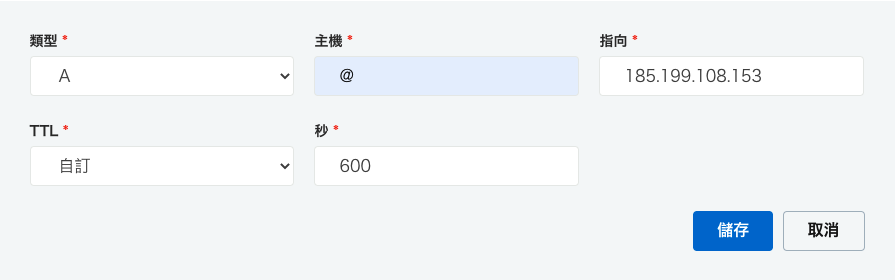 類型 * 主機 * 指向 *
A @ 185.199.108.153
TTL * 秒 *
自訂 600
儲存 取消